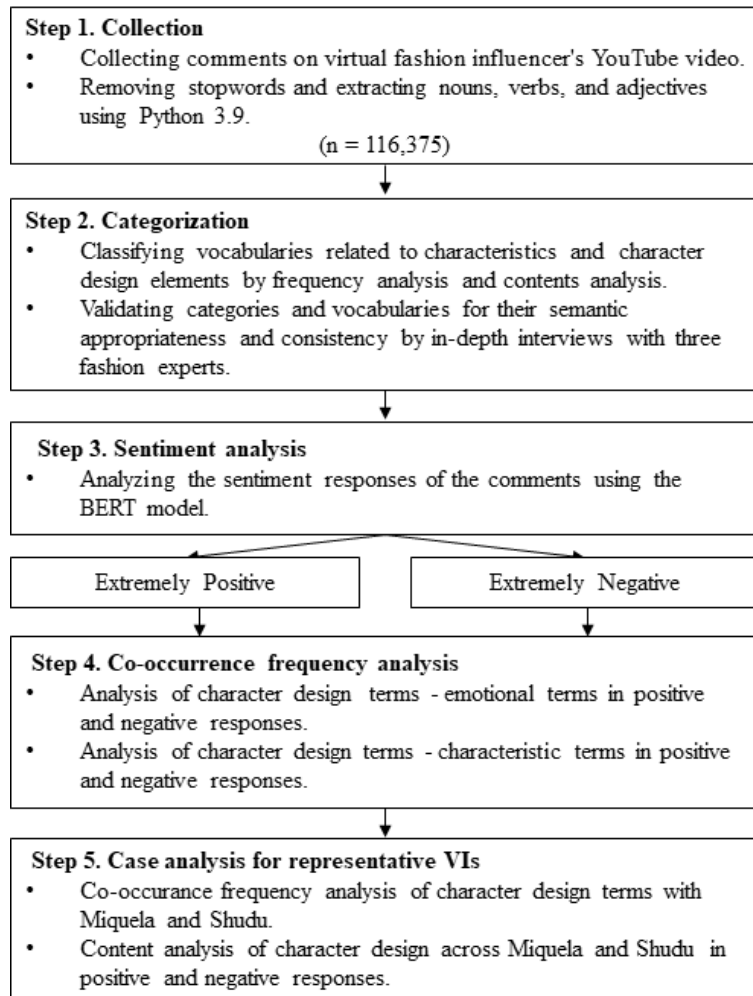 Step 1. Collection
• Collecting comments on virtual fashion influencer's YouTube video.
• Removing stopwords and extracting nouns, verbs, and adjectives
using Python 3.9.
(n = 116,375)
Step 2. Categorization
• Classifying vocabularies related to characteristics and character
design elements by frequency analysis and contents analysis.
• Validating categories and vocabularies for their semantic
appropriateness and consistency by in-depth interviews with three
fashion experts.
Step 3. Sentiment analysis
• Analyzing the sentiment responses of the comments using the
BERT model.
Extremely Positive
Extremely Negative
Step 4. Co-occurrence frequency analysis
• Analysis of character design terms - emotional terms in positive
and negative responses.
• Analysis of character design terms - characteristic terms in positive
and negative responses.
Step 5. Case analysis for representative VIs
• Co-occurance frequency analysis of character design terms with
Miquela and Shudu.
• Content analysis of character design across Miquela and Shudu in
positive and negative responses.